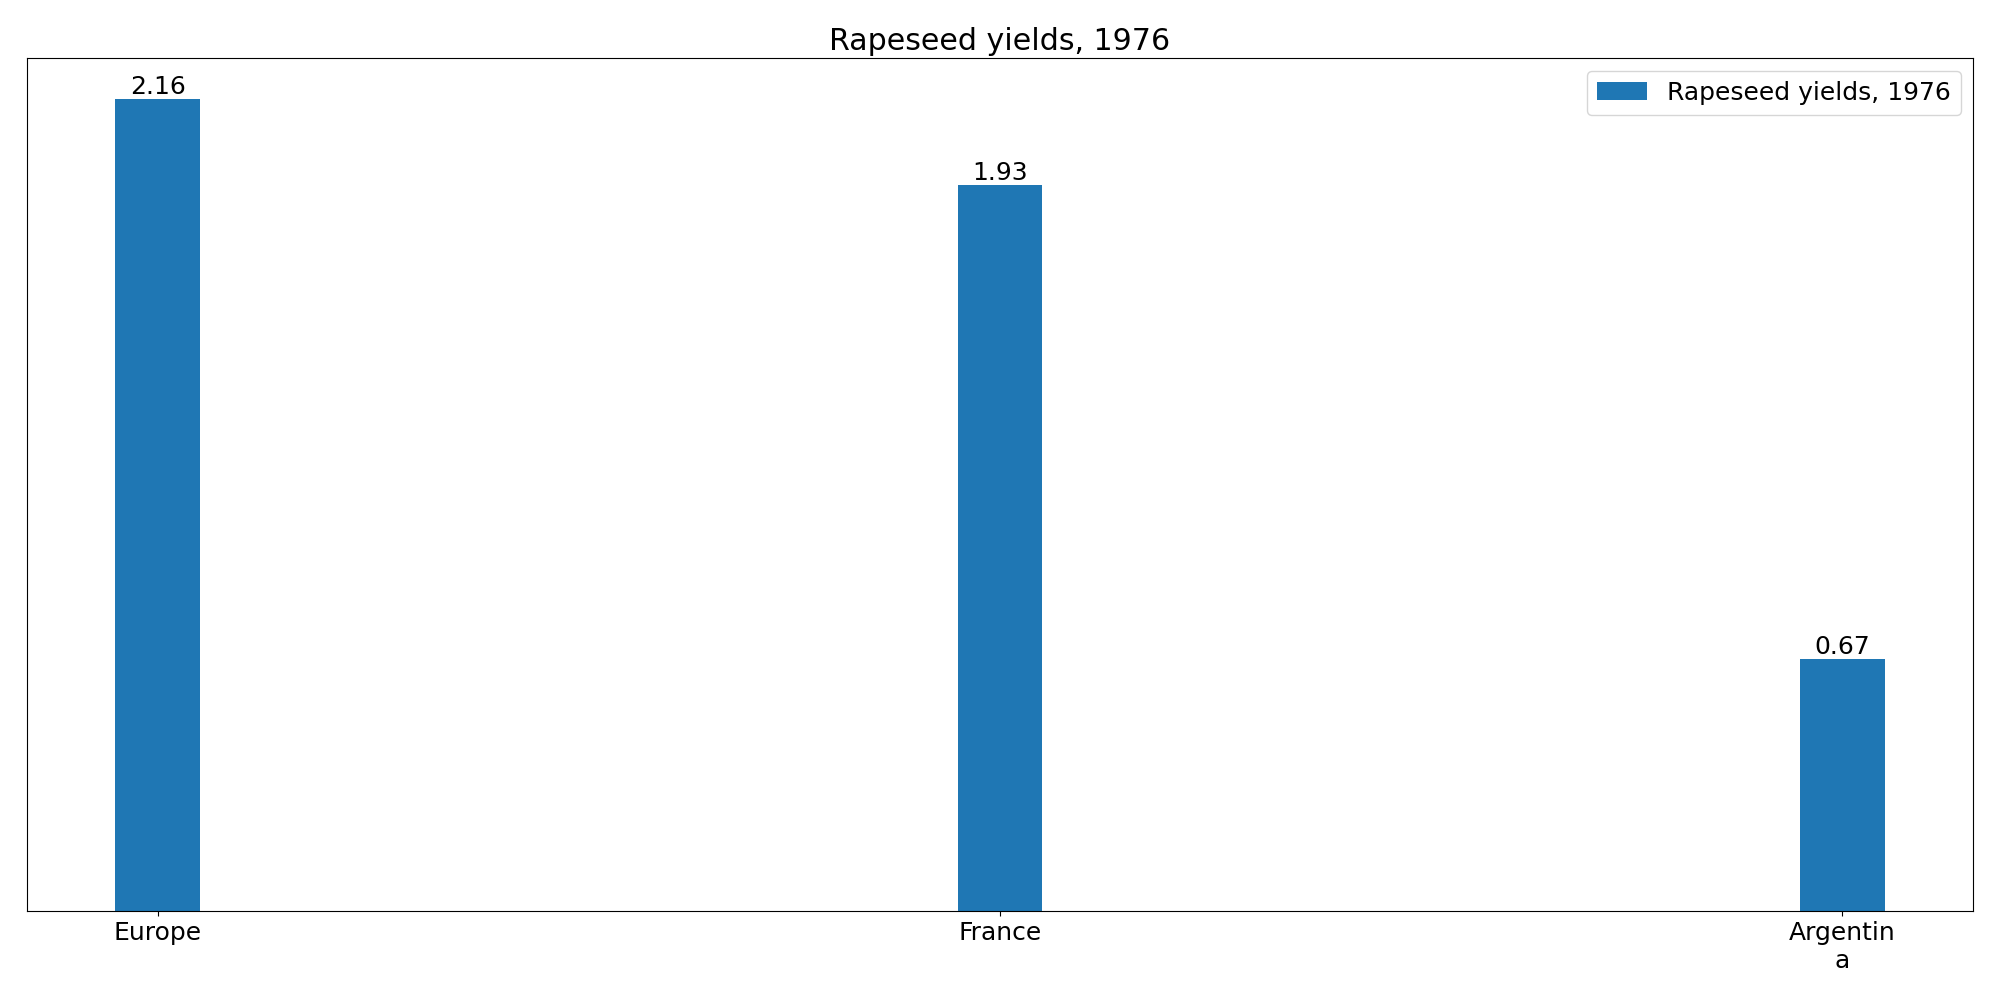 Rapeseed yields, 1976
Rapeseed yields, 1976
2.16
1.93
0.67
Europe
France
Argentin
a